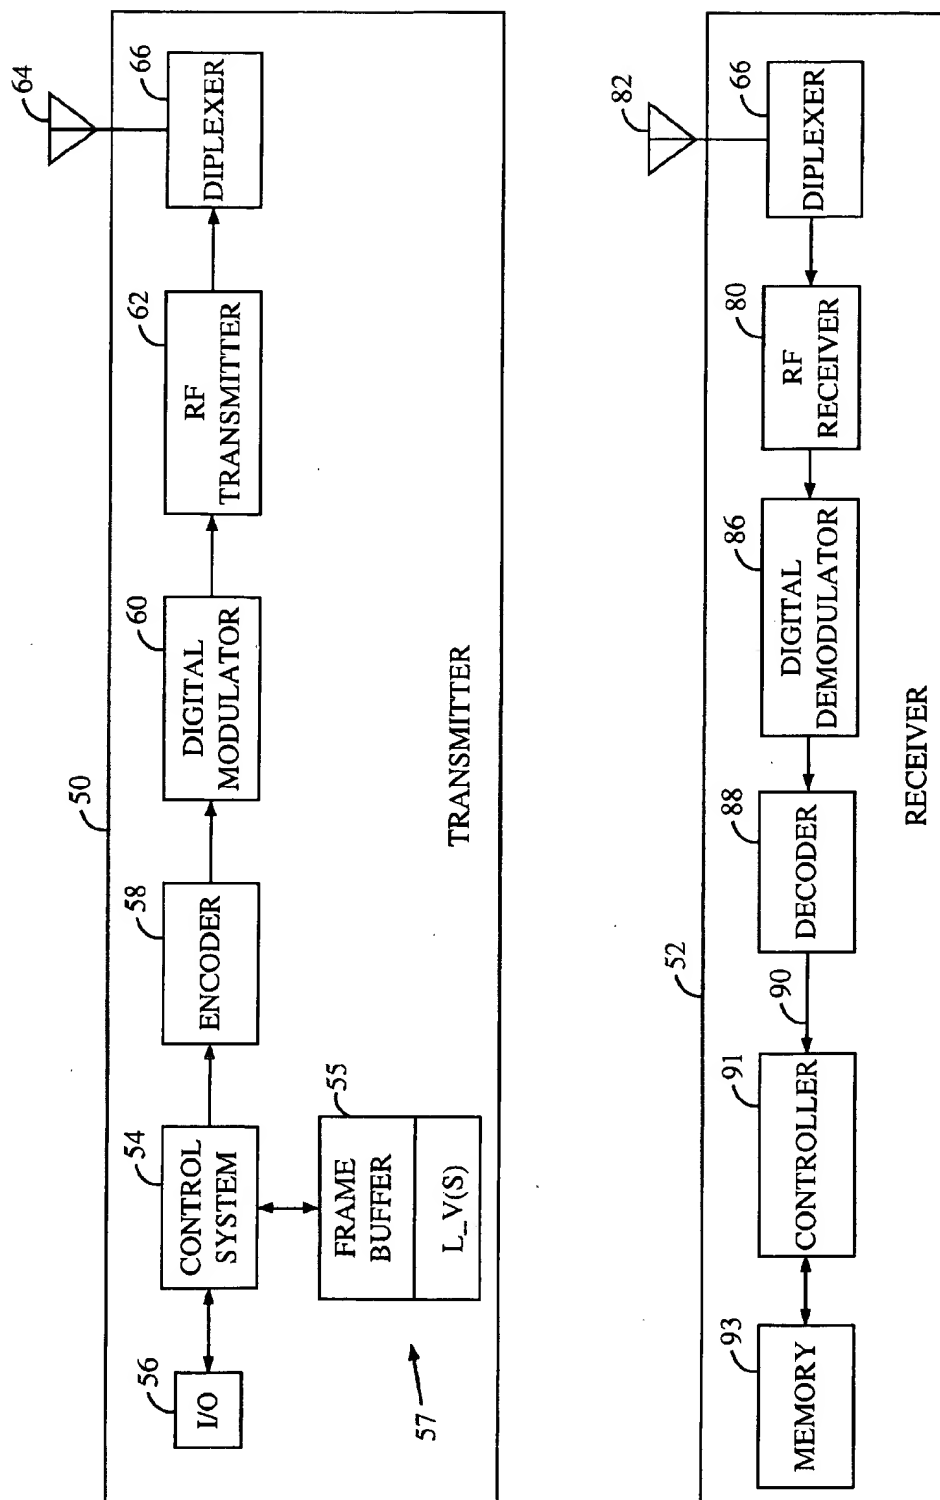 50
56
I/O
54
CONTROL
SYSTEM
55
FRAME
BUFFER
L_V(S)
57
58
ENCODER
60
DIGITAL
MODULATOR
62
RF
TRANSMITTER
64
66
DIPLEXER
TRANSMITTER
52
93
MEMORY
91
CONTROLLER
90
88
DECODER
86
DIGITAL
DEMODULATOR
80
RF
RECEIVER
82
66
DIPLEXER
RECEIVER